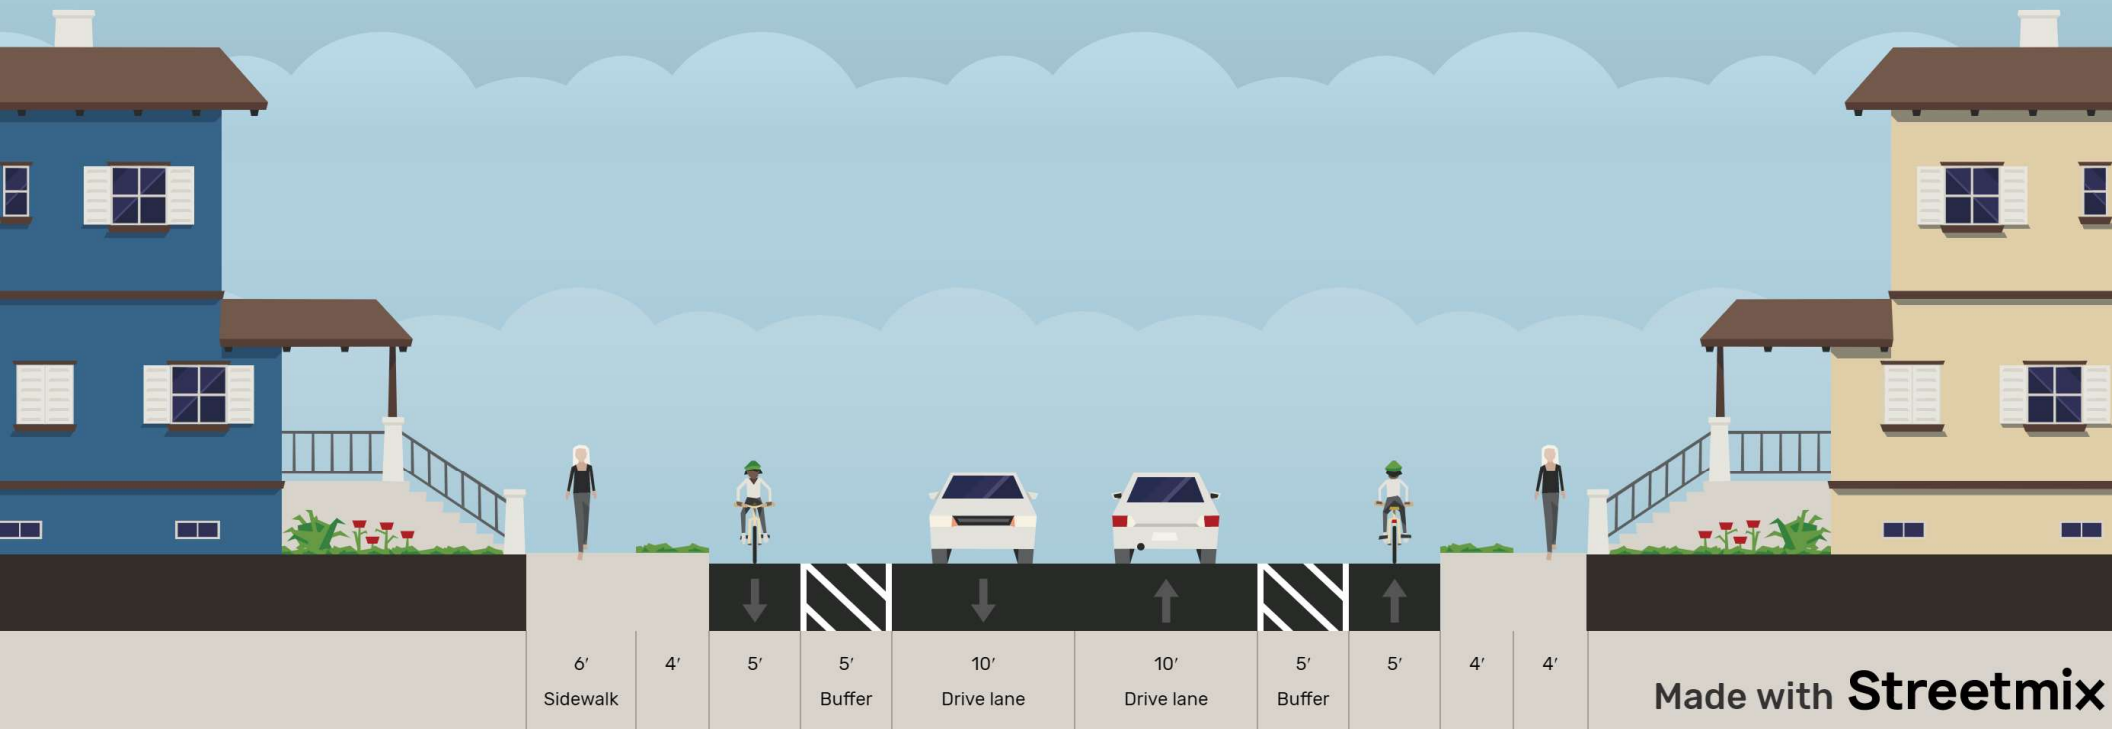 6′ 4′ 5′ 5′ 10′ 10′ 5′ 5′ 4′ 4′
Sidewalk Buffer Drive lane Drive lane Buffer
Made with Streetmix